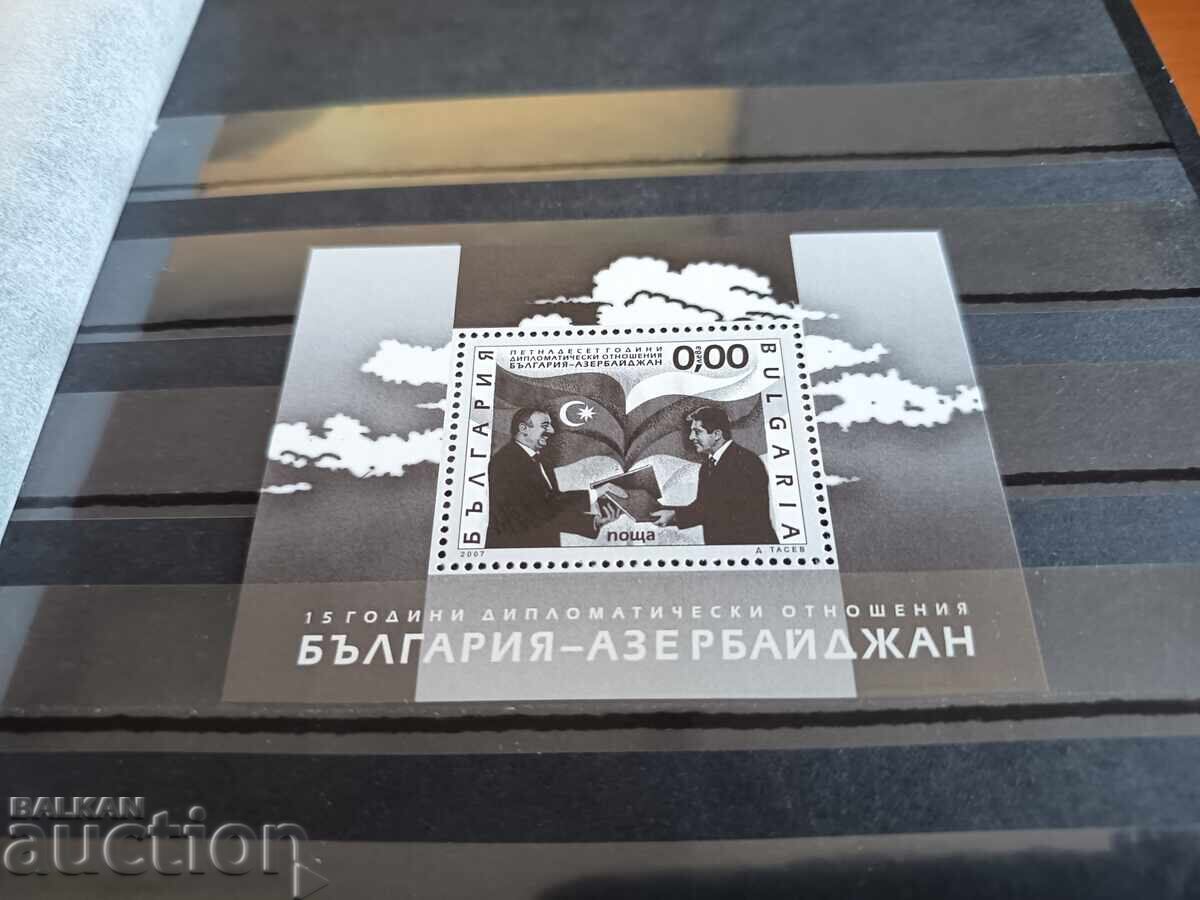 ПЕТНАДЕСЕТ ГОДИНИ
ДИПЛОМАТИЧЕСКИ ОТНОШЕНИЯ
БЪЛГАРИЯ-АЗЕРБАЙДЖАН
0,00
лева
БЪЛГАРИЯ
BULGARIA
поща
2007
Д. ТАСЕВ
15 ГОДИНИ ДИПЛОМАТИЧЕСКИ ОТНОШЕНИЯ
БЪЛГАРИЯ-АЗЕРБАЙДЖАН
BALKAN
auction